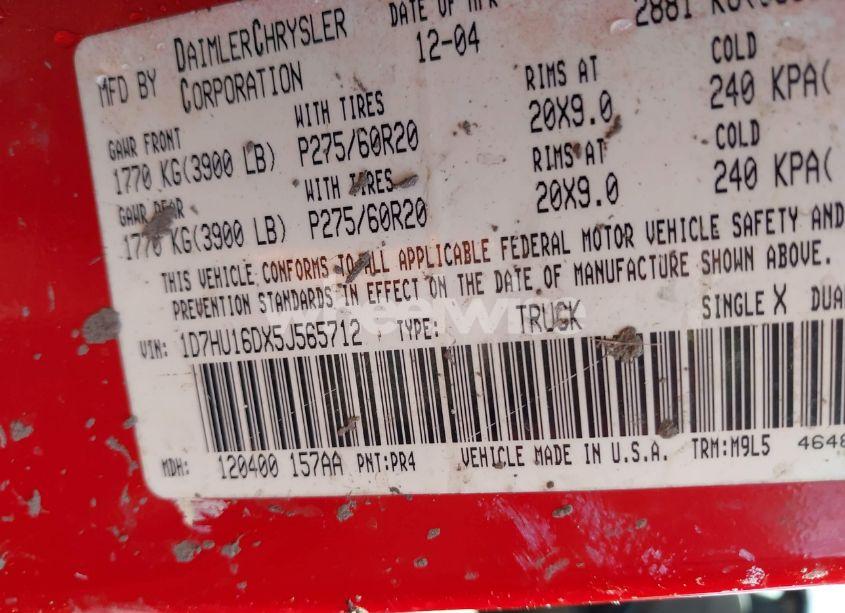 MFD BY DAIMLERCHRYSLER CORPORATION
DATE OF MFR 12-04
2881 KG
GAWR FRONT WITH TIRES RIMS AT COLD
1770 KG(3900 LB) P275/60R20 20X9.0 240 KPA(
GAWR REAR WITH TIRES RIMS AT COLD
1770 KG(3900 LB) P275/60R20 20X9.0 240 KPA(
THIS VEHICLE CONFORMS TO ALL APPLICABLE FEDERAL MOTOR VEHICLE SAFETY AND
PREVENTION STANDARDS IN EFFECT ON THE DATE OF MANUFACTURE SHOWN ABOVE.
VIN: 1D7HU16DX5J565712 TYPE: TRUCK SINGLE X DUA
MDH: 120400 157AA PNT:PR4 VEHICLE MADE IN U.S.A. TRM:M9L5 4648